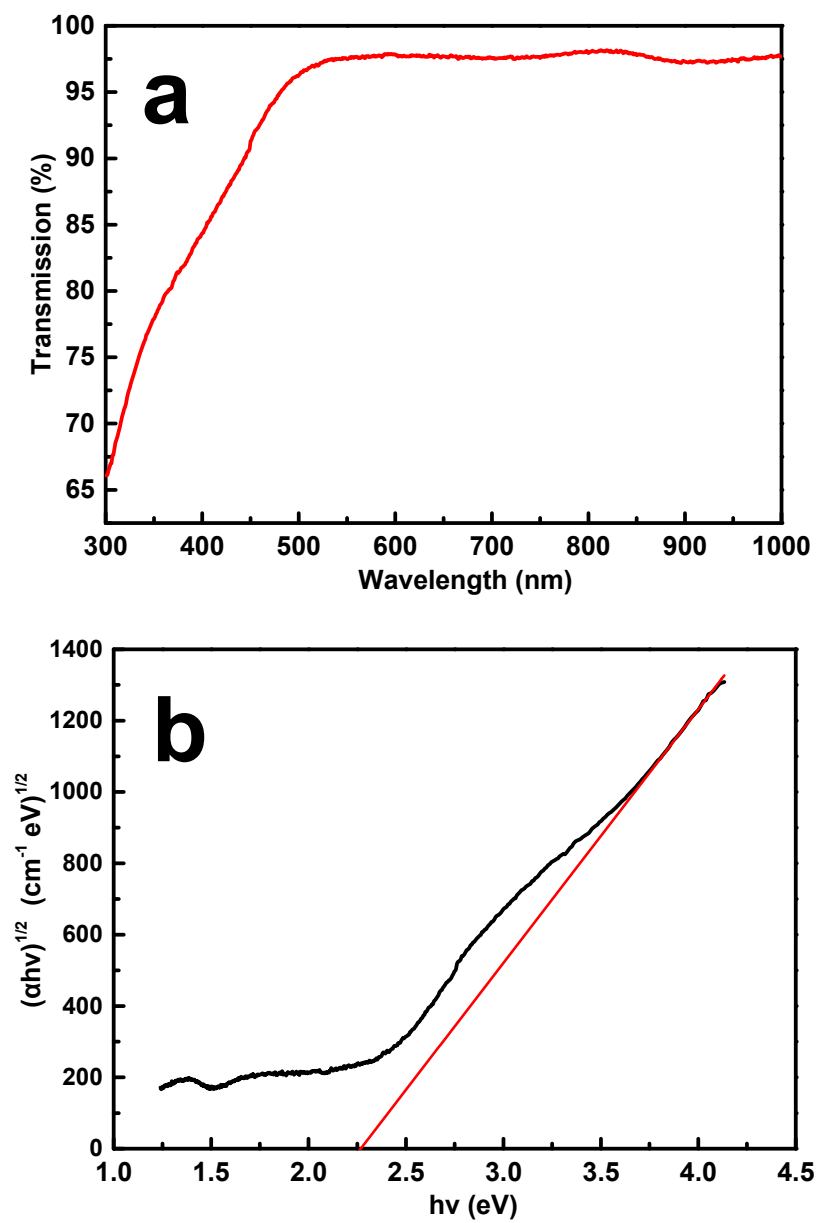 a
100
95
90
85
80
75
70
65
Transmission (%)
300 400 500 600 700 800 900 1000
Wavelength (nm)
b
1400
1200
1000
800
600
400
200
0
(αhν)^1/2 (cm^-1 eV)^1/2
1.0 1.5 2.0 2.5 3.0 3.5 4.0 4.5
hν (eV)